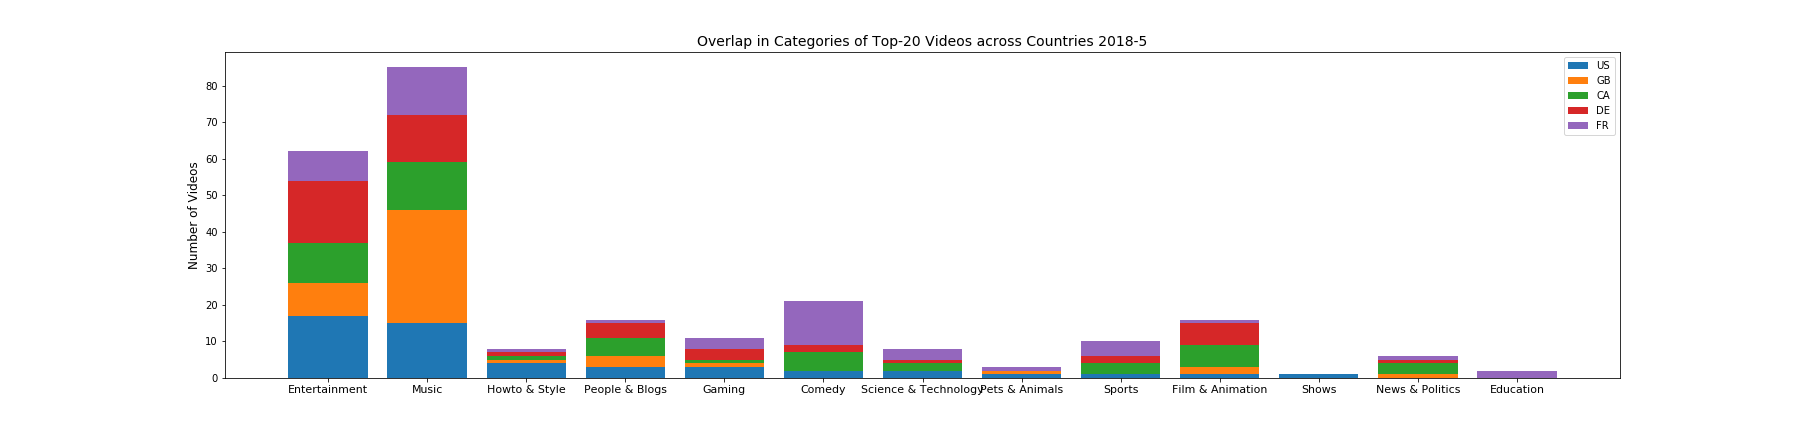 Overlap in Categories of Top-20 Videos across Countries 2018-5
US
GB
CA
DE
FR
Number of Videos
80
70
60
50
40
30
20
10
0
Entertainment Music Howto & Style People & Blogs Gaming Comedy Science & Technology Pets & Animals Sports Film & Animation Shows News & Politics Education